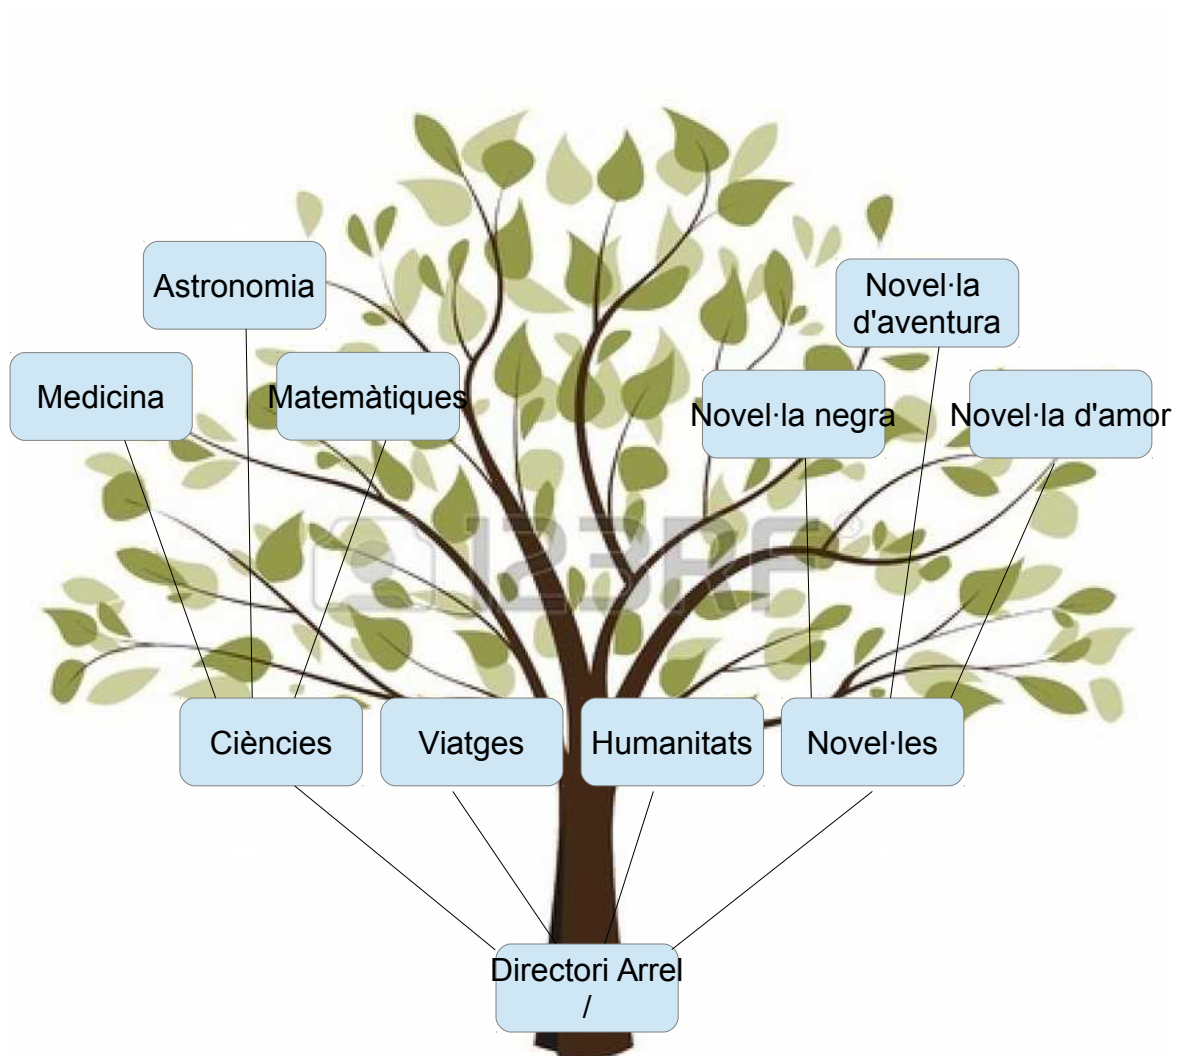 Astronomia
Novel·la
d'aventura
Medicina
Matemàtiques
Novel·la negra
Novel·la d'amor
123RF
Ciències
Viatges
Humanitats
Novel·les
Directori Arrel
/